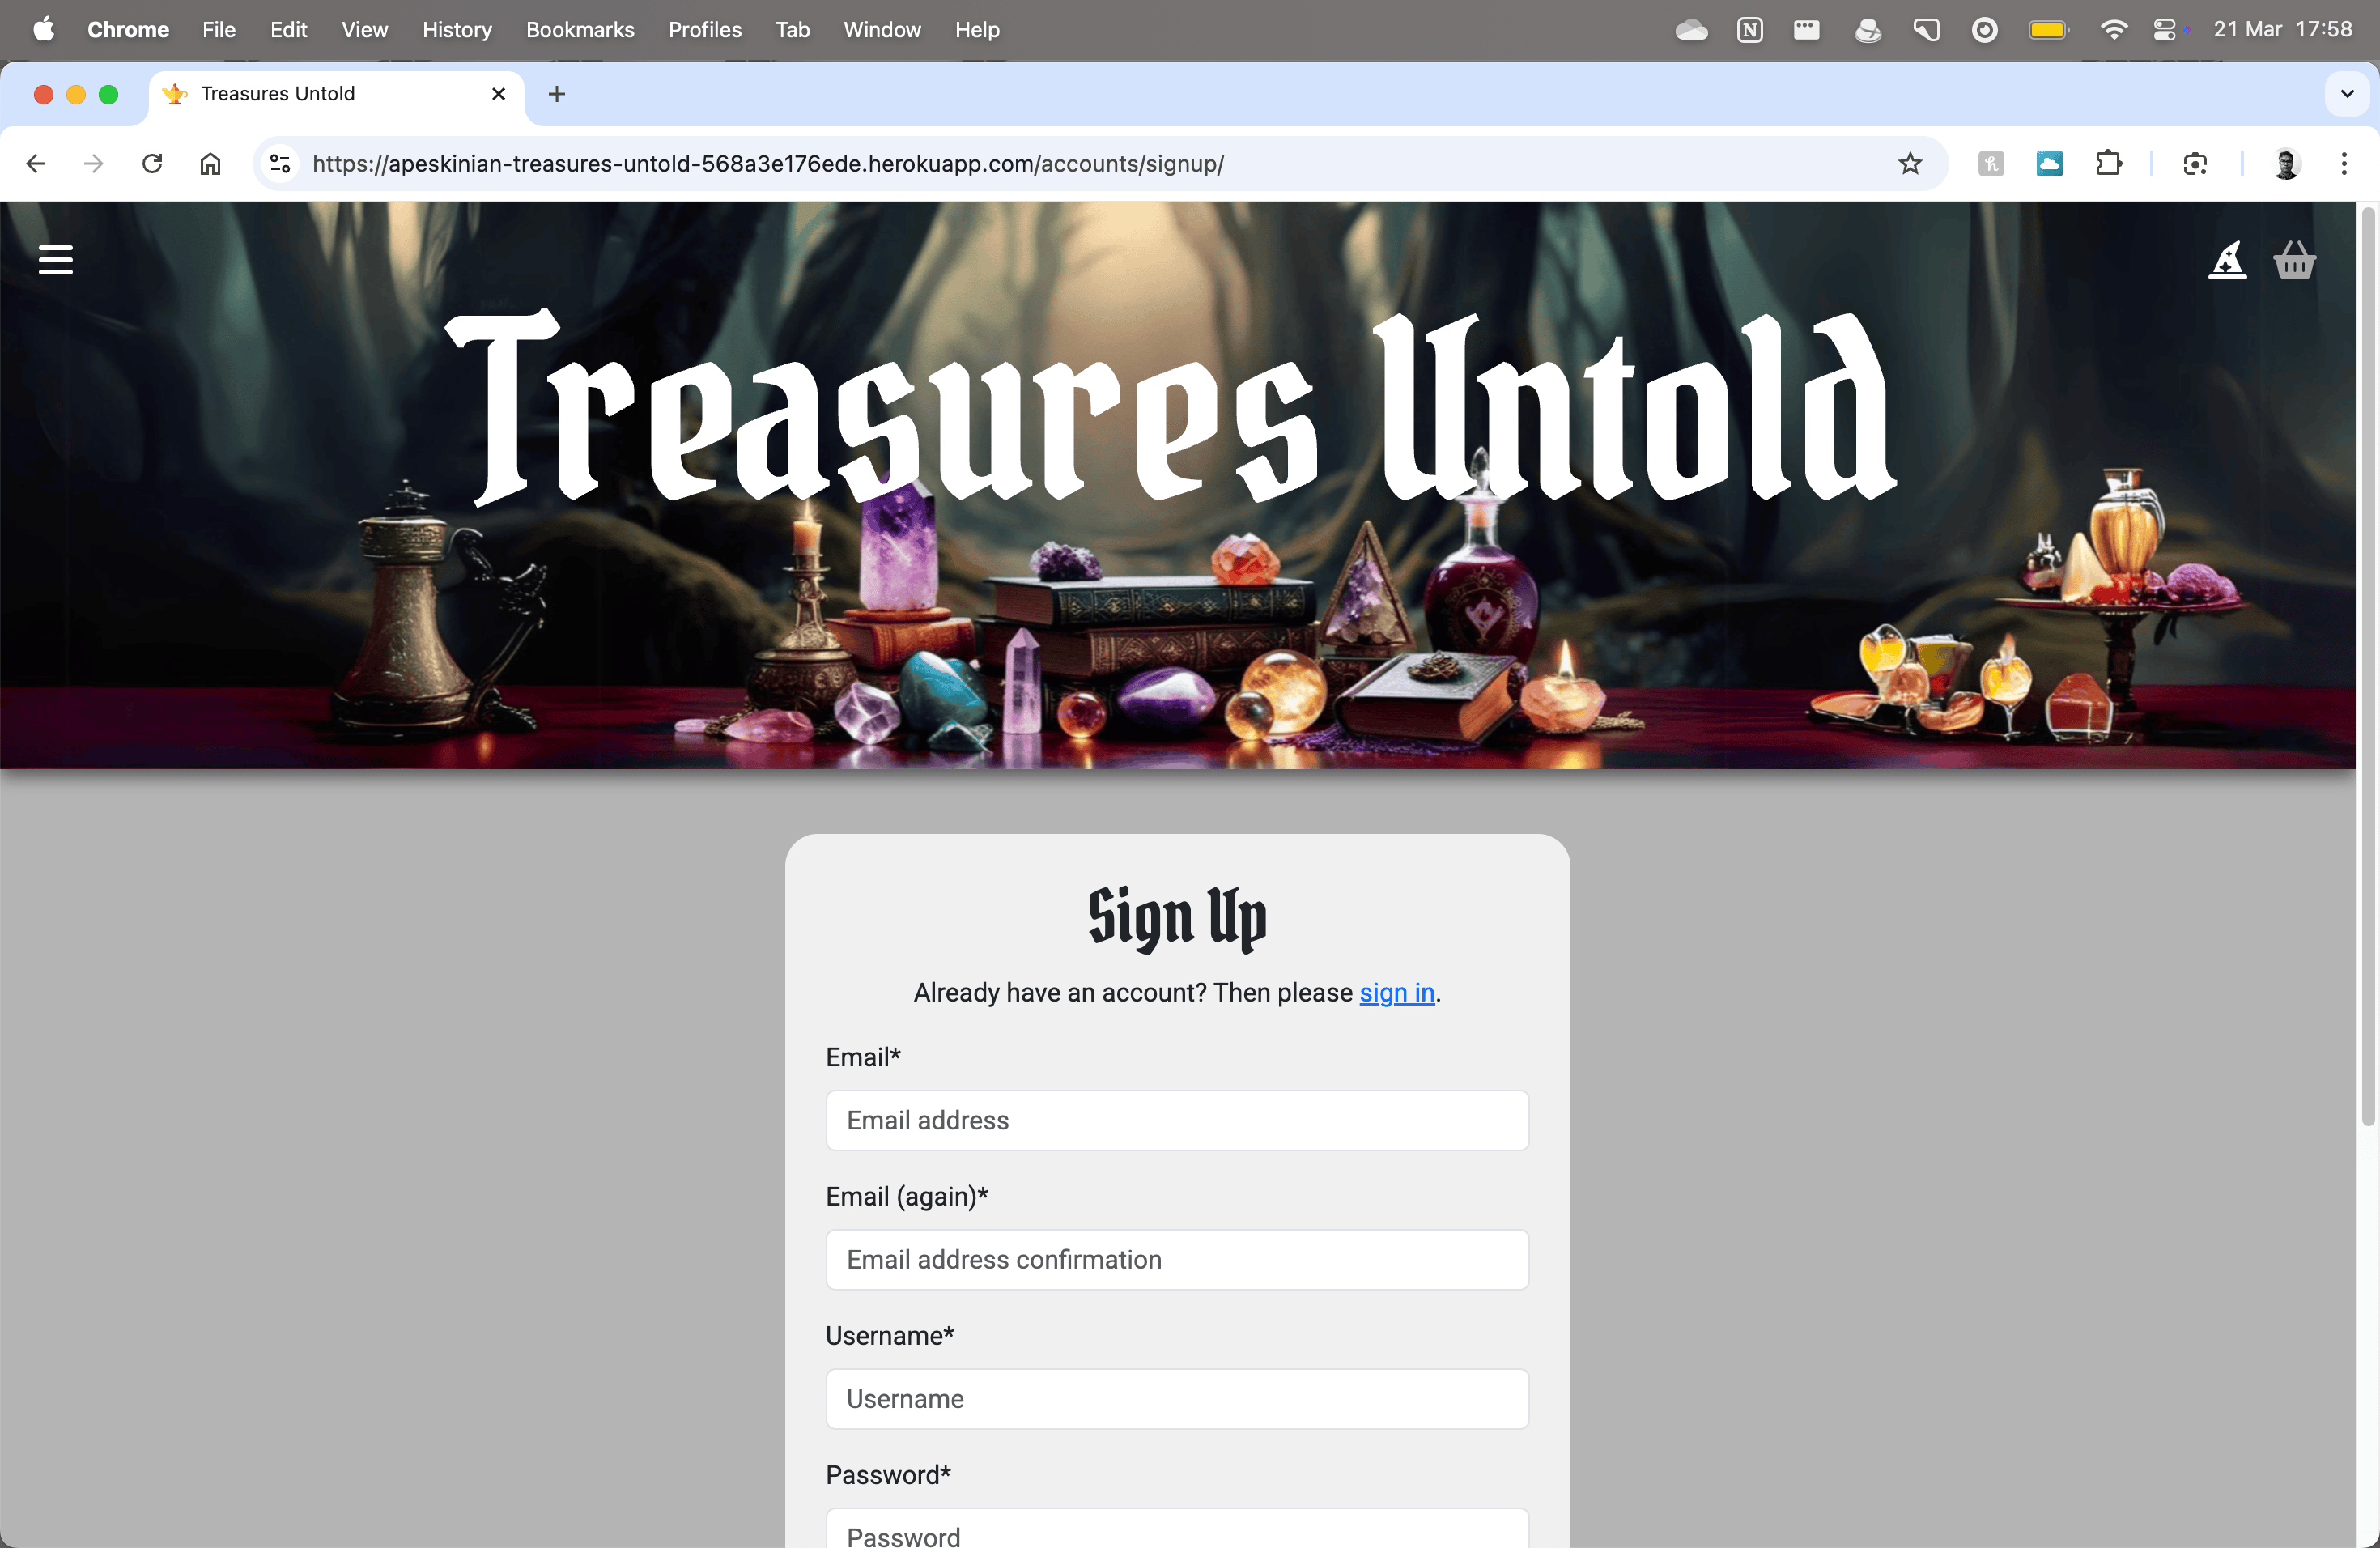 Chrome File Edit View History Bookmarks Profiles Tab Window Help 21 Mar 17:58
Treasures Untold
https://apeskinian-treasures-untold-568a3e176ede.herokuapp.com/accounts/signup/
Treasures Untold
Sign Up
Already have an account? Then please sign in.
Email*
Email address
Email (again)*
Email address confirmation
Username*
Username
Password*
Password